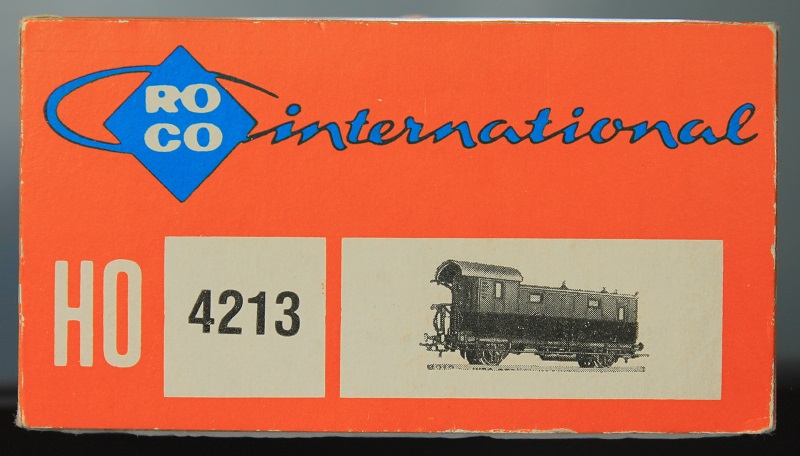 RO
CO
international
HO
4213